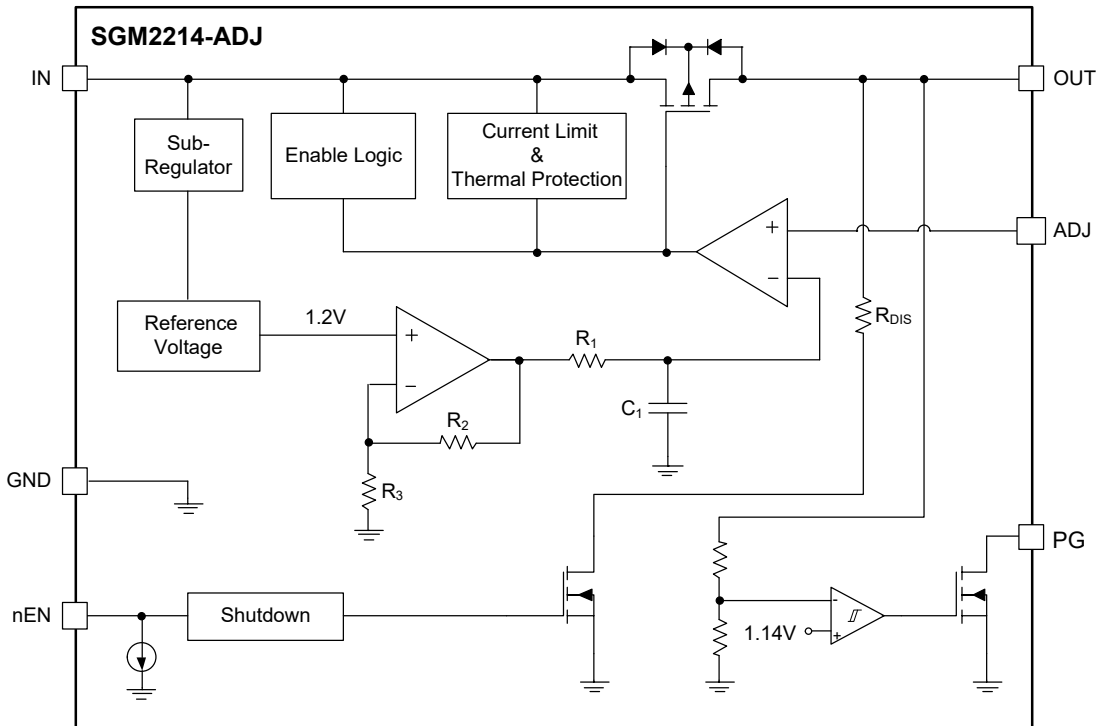 SGM2214-ADJ
IN
OUT
Sub-
Regulator
Enable Logic
Current Limit
&
Thermal Protection
+
−
ADJ
Reference
Voltage
1.2V
+
−
R1
RDIS
C1
R2
R3
GND
PG
nEN
Shutdown
1.14V
-
+